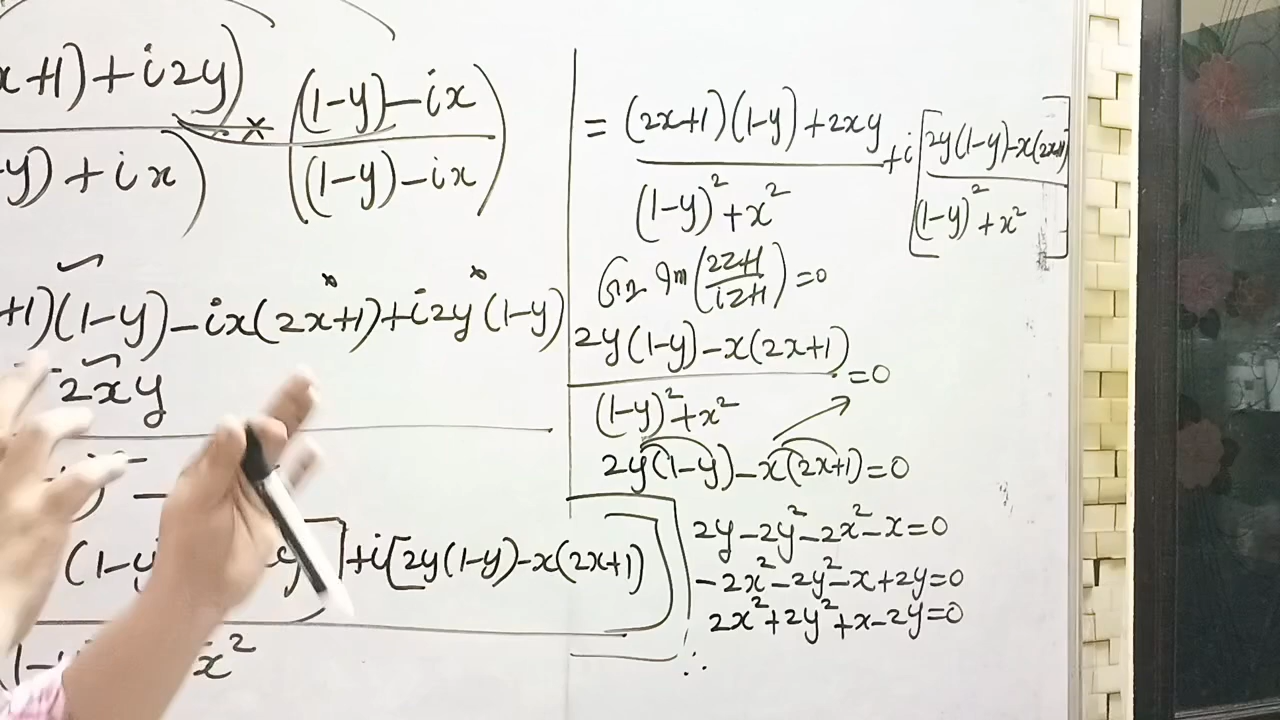 x+1)+i2y) × ((1-y)-ix)
-y)+ix) ((1-y)-ix)
+1)(1-y)-ix(2x+1)+i2y(1-y)
2xy
(1-y y ]+i[2y(1-y)-x(2x+1)]
x²
= (2x+1)(1-y)+2xy +i[2y(1-y)-x(2x+1)
(1-y)²+x² (1-y)²+x²]
Im(2z+1/iz+1)=0
2y(1-y)-x(2x+1) =0
(1-y)²+x²
2y(1-y)-x(2x+1)=0
2y-2y²-2x²-x=0
-2x²-2y²-x+2y=0
2x²+2y²+x-2y=0
∴